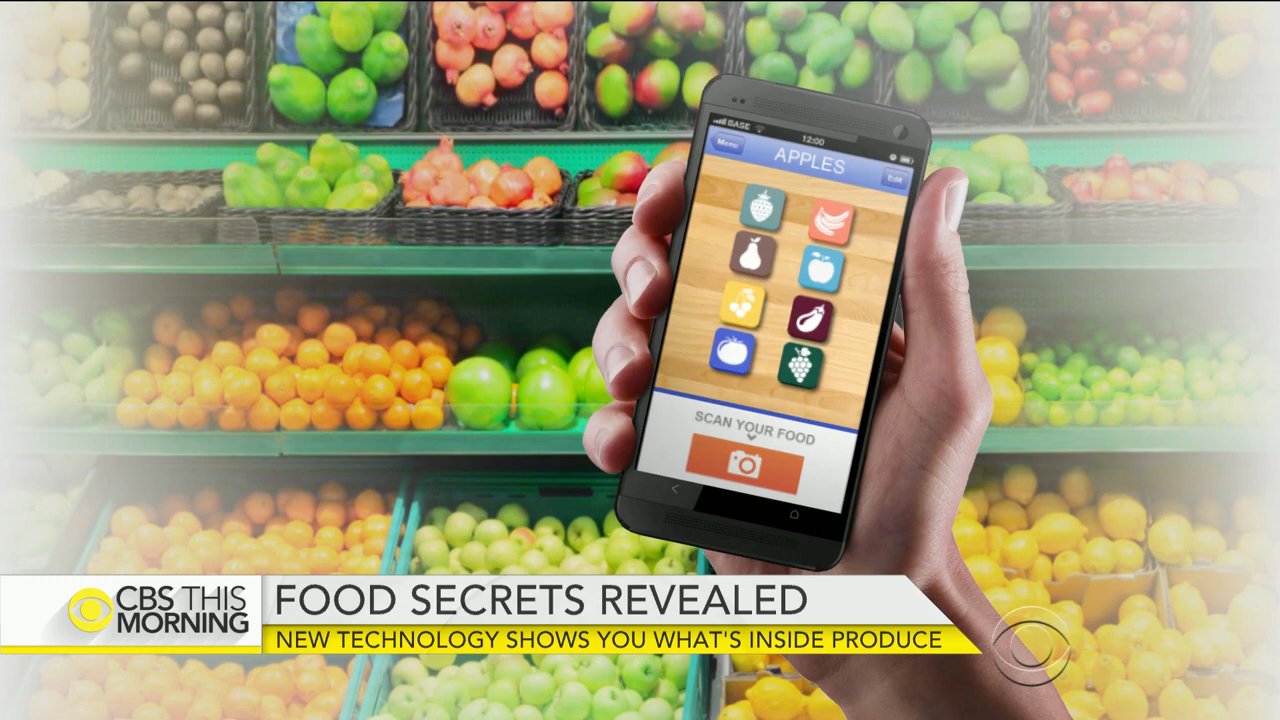 BASE
12:00
Menu
APPLES
Edit
SCAN YOUR FOOD
CBS THIS
MORNING
FOOD SECRETS REVEALED
NEW TECHNOLOGY SHOWS YOU WHAT'S INSIDE PRODUCE